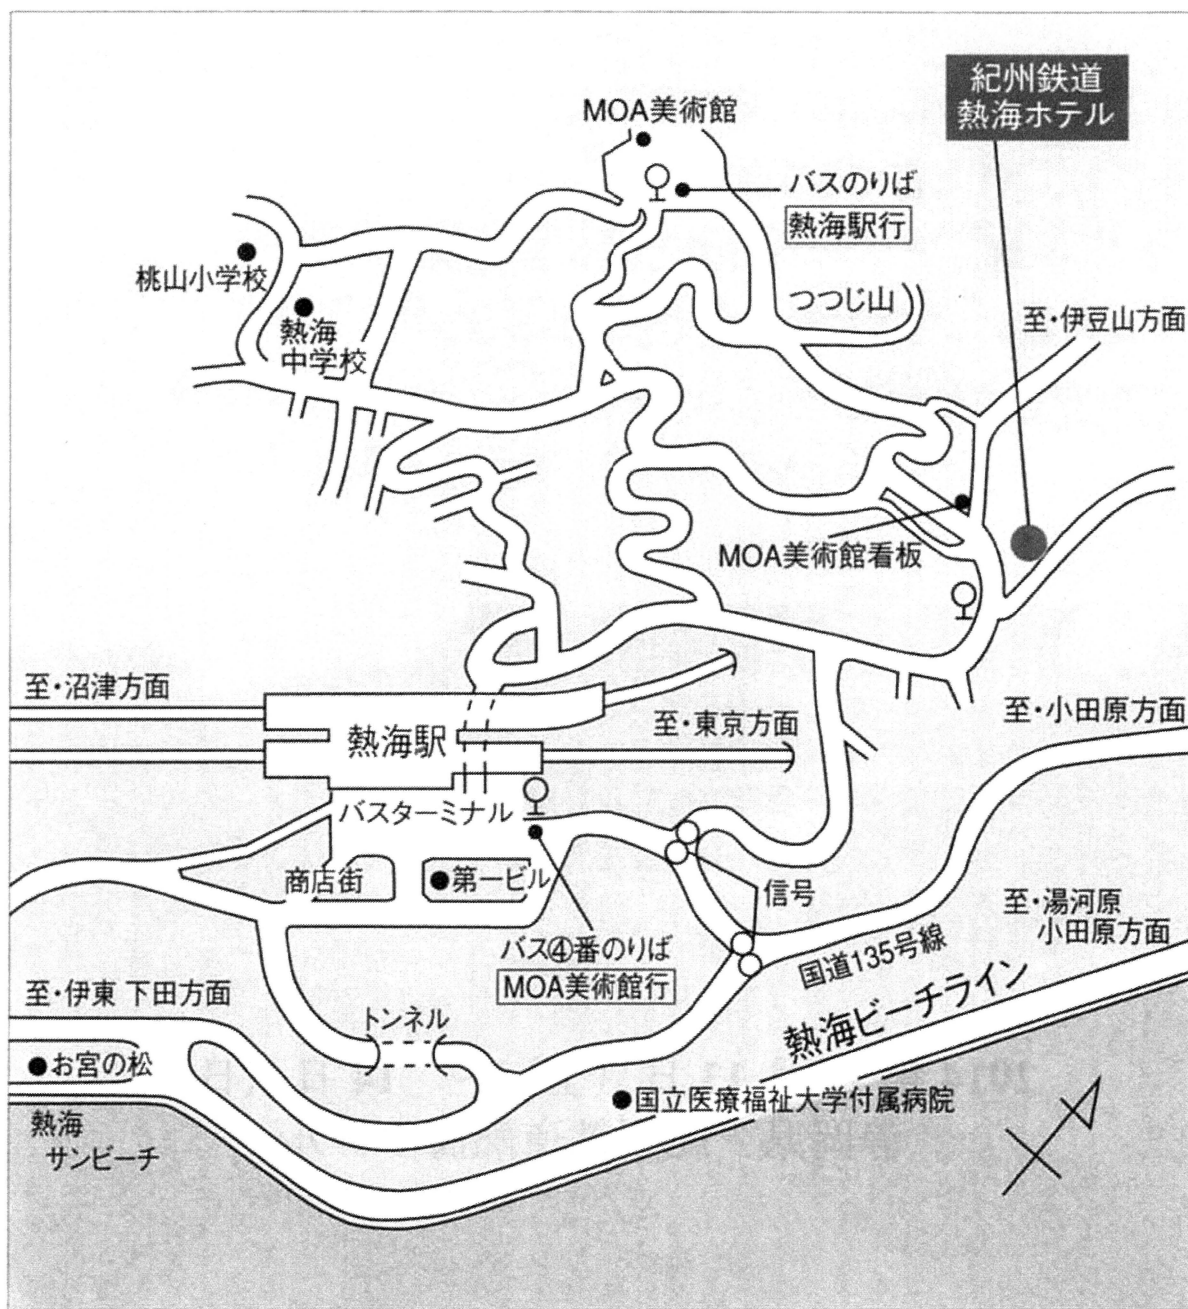 紀州鉄道
熱海ホテル
MOA美術館
バスのりば
熱海駅行
桃山小学校
つつじ山
至・伊豆山方面
熱海
中学校
MOA美術館看板
至・沼津方面
至・小田原方面
熱海駅
至・東京方面
バスターミナル
商店街
第一ビル
信号
至・湯河原
小田原方面
バス④番のりば
MOA美術館行
国道135号線
至・伊東 下田方面
トンネル
熱海ビーチライン
お宮の松
国立医療福祉大学付属病院
熱海
サンビーチ